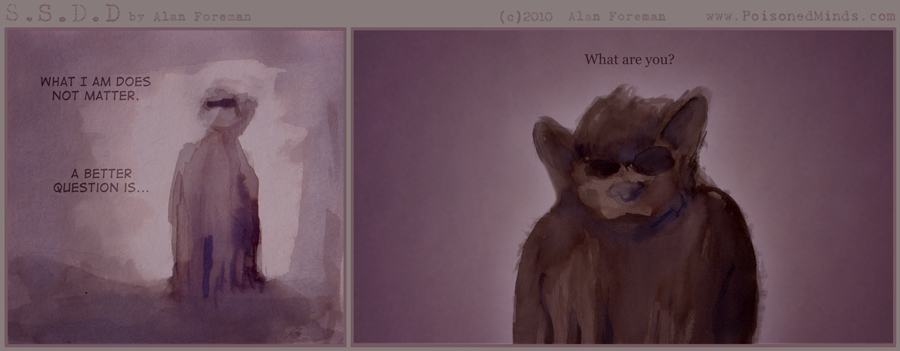 S.S.D.D by Alan Foreman
(c)2010 Alan Foreman
www.PoisonedMinds.com
WHAT I AM DOES
NOT MATTER.
A BETTER
QUESTION IS...
What are you?